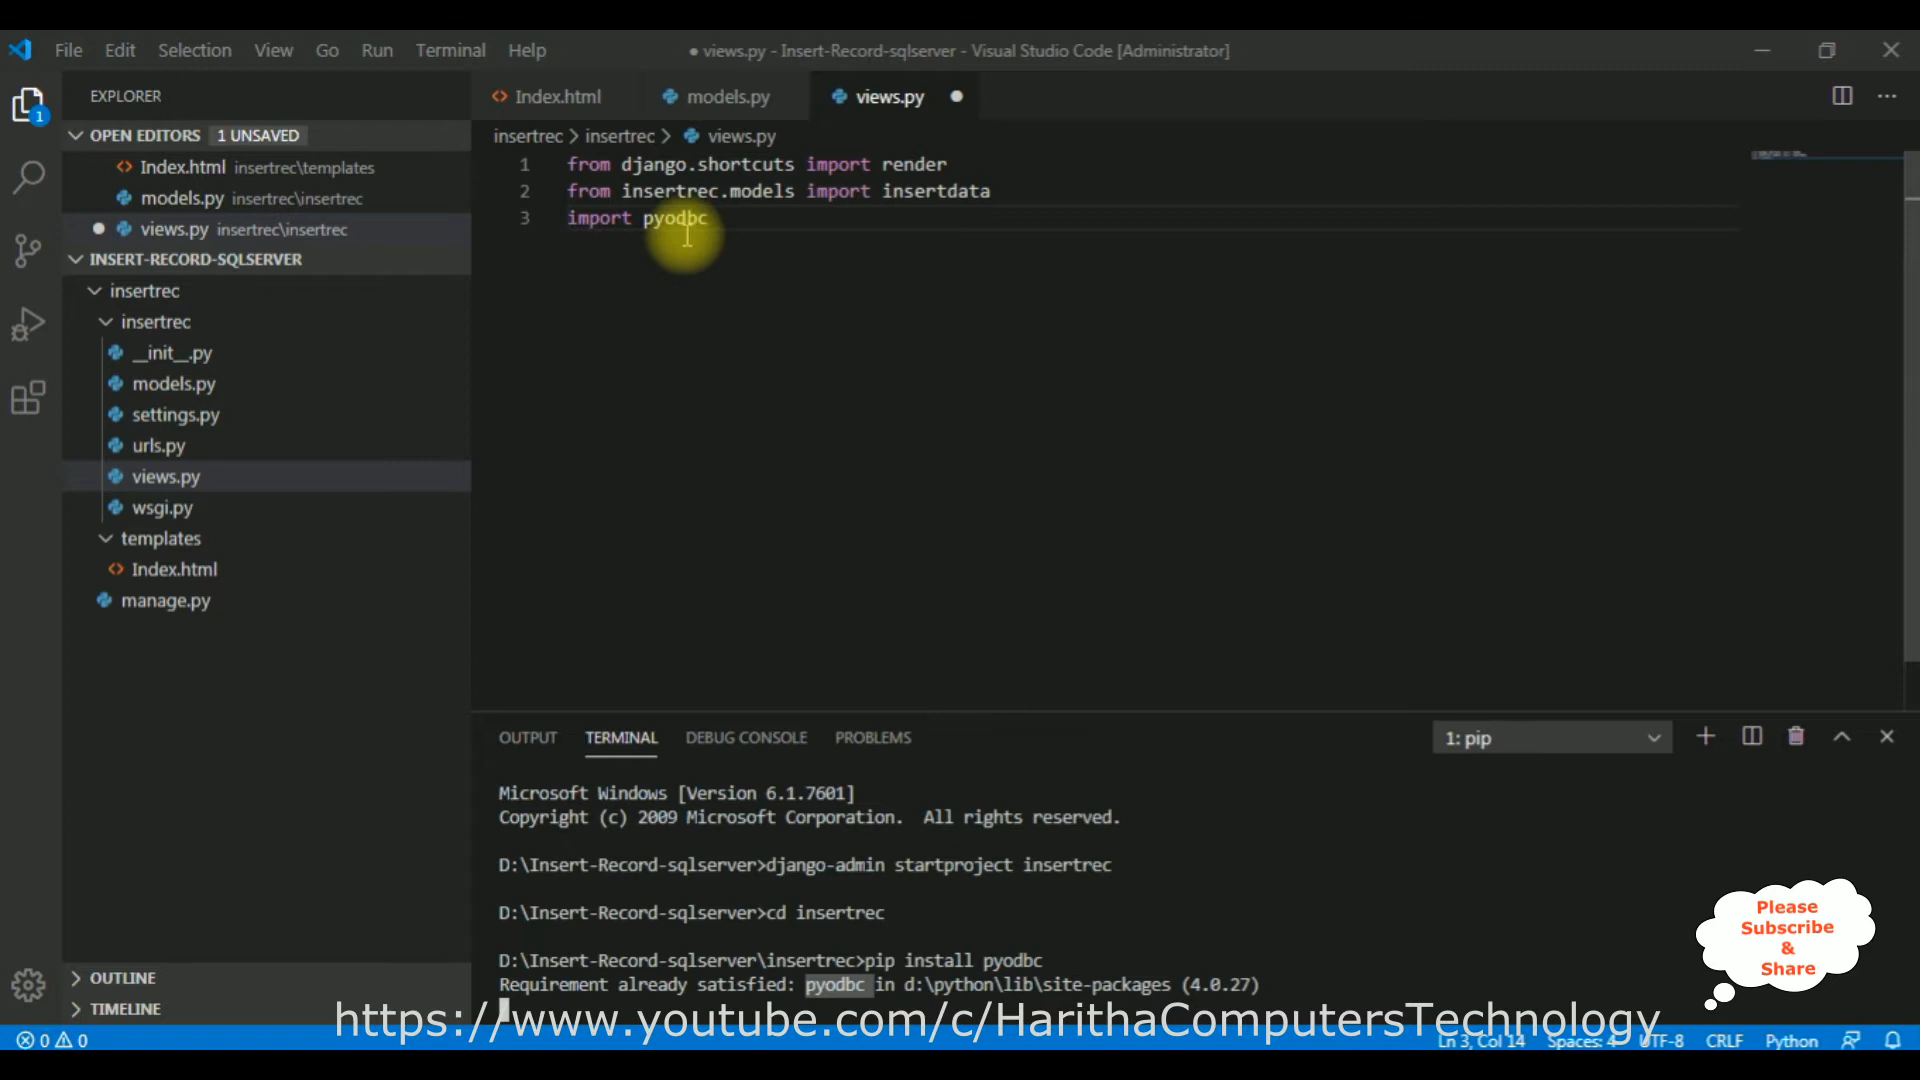 File Edit Selection View Go Run Terminal Help
● views.py - Insert-Record-sqlserver - Visual Studio Code [Administrator]
1
EXPLORER
OPEN EDITORS 1 UNSAVED
Index.html insertrec\templates
models.py insertrec\insertrec
views.py insertrec\insertrec
INSERT-RECORD-SQLSERVER
insertrec
insertrec
__init__.py
models.py
settings.py
urls.py
views.py
wsgi.py
templates
Index.html
manage.py
OUTLINE
TIMELINE
Index.html models.py views.py
insertrec > insertrec > views.py
1 from django.shortcuts import render
2 from insertrec.models import insertdata
3 import pyodbc
OUTPUT TERMINAL DEBUG CONSOLE PROBLEMS
1: pip
Microsoft Windows [Version 6.1.7601]
Copyright (c) 2009 Microsoft Corporation. All rights reserved.
D:\Insert-Record-sqlserver>django-admin startproject insertrec
D:\Insert-Record-sqlserver>cd insertrec
D:\Insert-Record-sqlserver\insertrec>pip install pyodbc
Requirement already satisfied: pyodbc in d:\python\lib\site-packages (4.0.27)
Please
Subscribe
&
Share
https://www.youtube.com/c/HarithaComputersTechnology
0 0 Ln 3, Col 14 Spaces: 4 UTF-8 CRLF Python